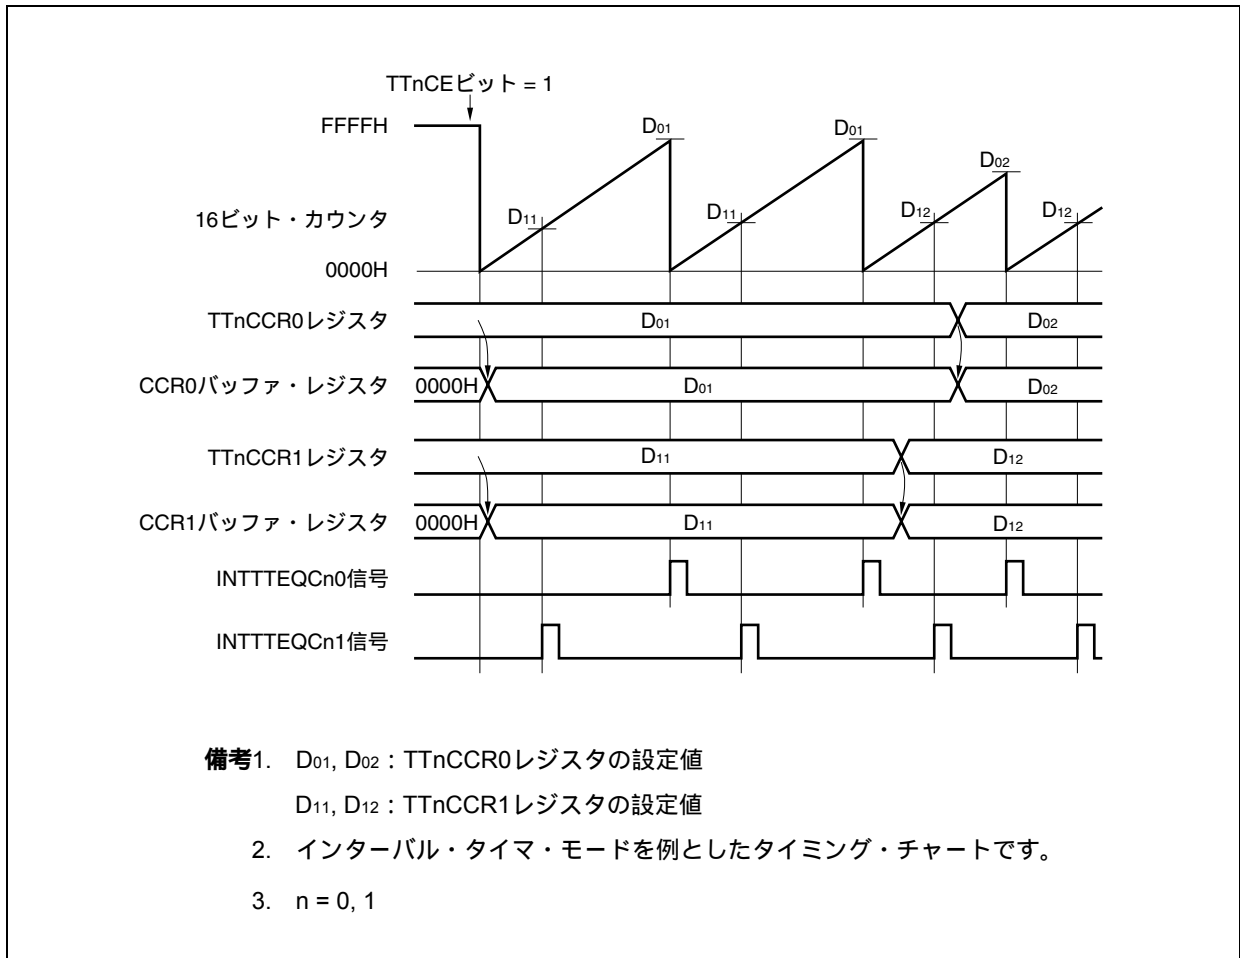 TTnCEビット = 1
FFFFH
D01
D01
D02
16ビット・カウンタ
D11
D11
D12
D12
0000H
TTnCCR0レジスタ
D01
D02
CCR0バッファ・レジスタ
0000H
D01
D02
TTnCCR1レジスタ
D11
D12
CCR1バッファ・レジスタ
0000H
D11
D12
INTTTEQCn0信号
INTTTEQCn1信号
備考1. D01, D02：TTnCCR0レジスタの設定値
D11, D12：TTnCCR1レジスタの設定値
2. インターバル・タイマ・モードを例としたタイミング・チャートです。
3. n = 0, 1